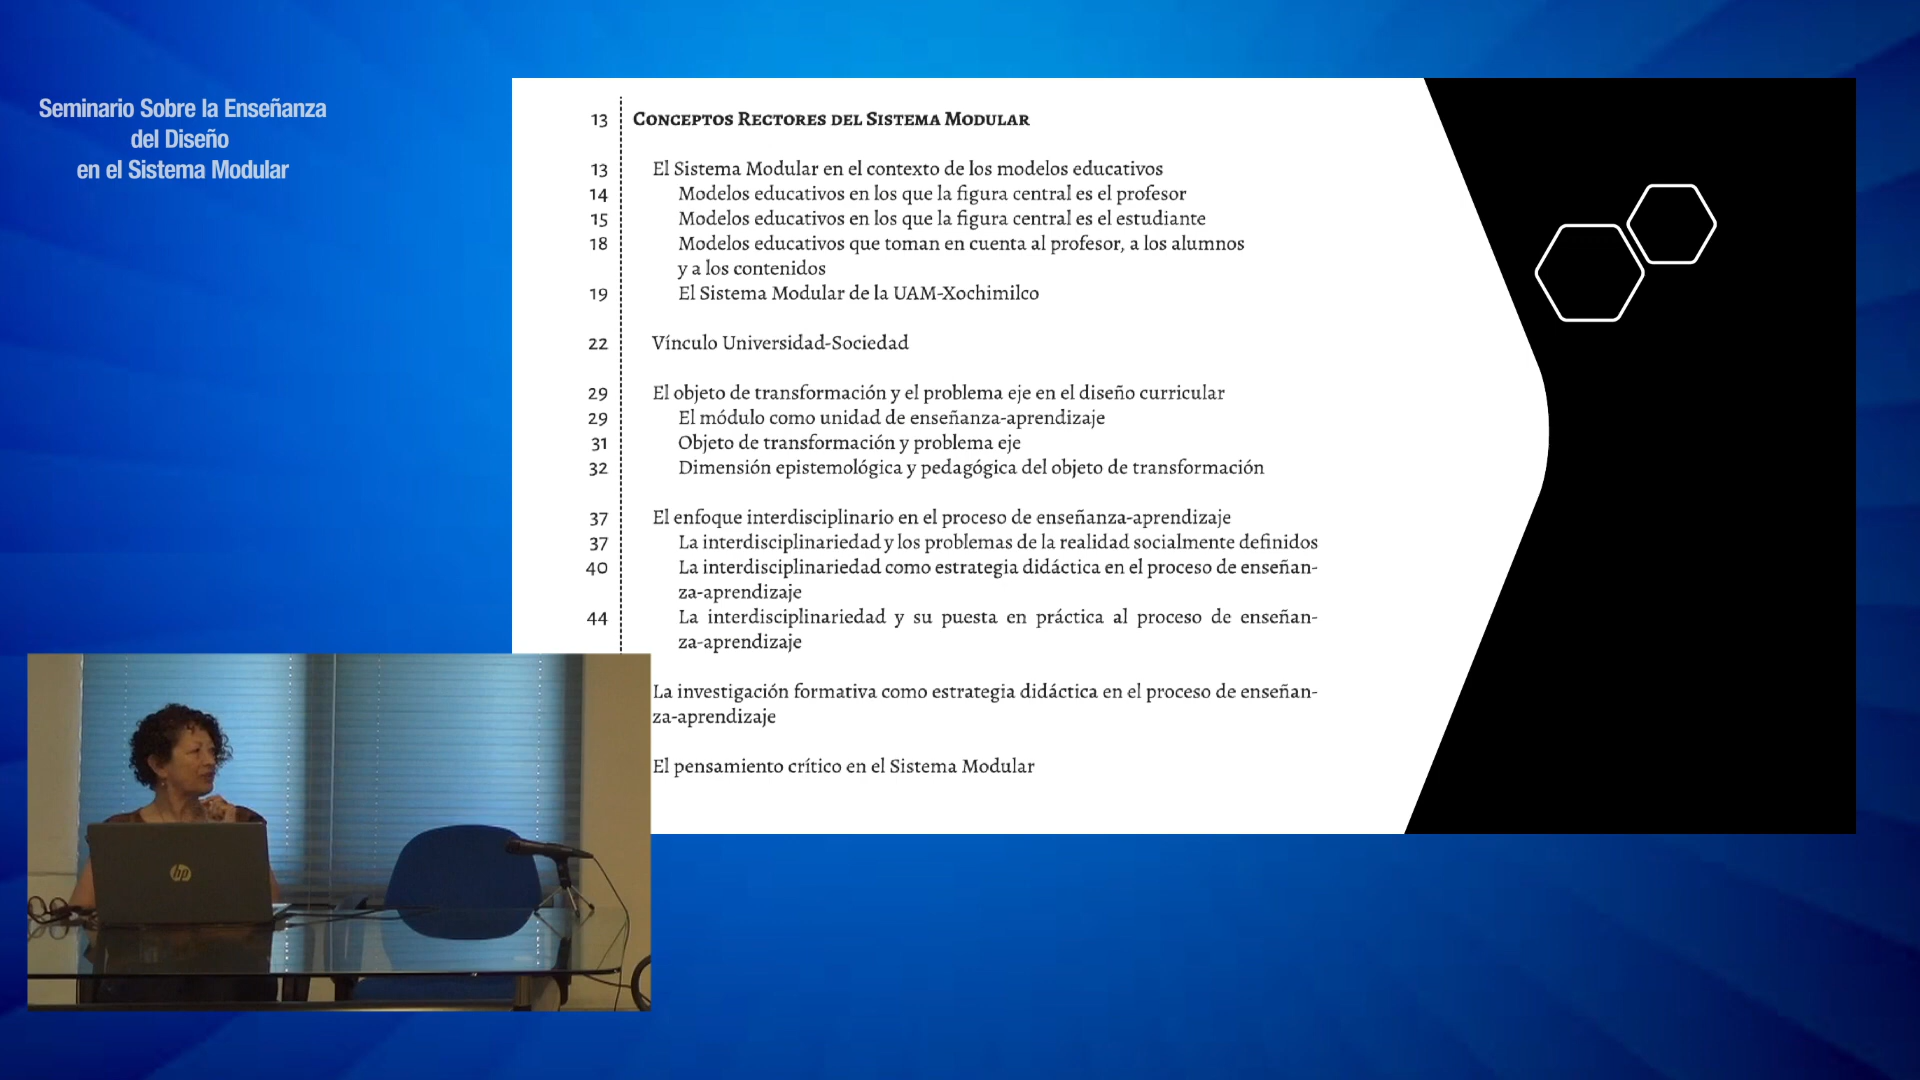 Seminario Sobre la Enseñanza
del Diseño
en el Sistema Modular
13 Conceptos Rectores del Sistema Modular
13 El Sistema Modular en el contexto de los modelos educativos
14 Modelos educativos en los que la figura central es el profesor
15 Modelos educativos en los que la figura central es el estudiante
18 Modelos educativos que toman en cuenta al profesor, a los alumnos
y a los contenidos
19 El Sistema Modular de la UAM-Xochimilco
22 Vínculo Universidad-Sociedad
29 El objeto de transformación y el problema eje en el diseño curricular
29 El módulo como unidad de enseñanza-aprendizaje
31 Objeto de transformación y problema eje
32 Dimensión epistemológica y pedagógica del objeto de transformación
37 El enfoque interdisciplinario en el proceso de enseñanza-aprendizaje
37 La interdisciplinariedad y los problemas de la realidad socialmente definidos
40 La interdisciplinariedad como estrategia didáctica en el proceso de enseñan-
za-aprendizaje
44 La interdisciplinariedad y su puesta en práctica al proceso de enseñan-
za-aprendizaje
La investigación formativa como estrategia didáctica en el proceso de enseñan-
za-aprendizaje
El pensamiento crítico en el Sistema Modular
hp